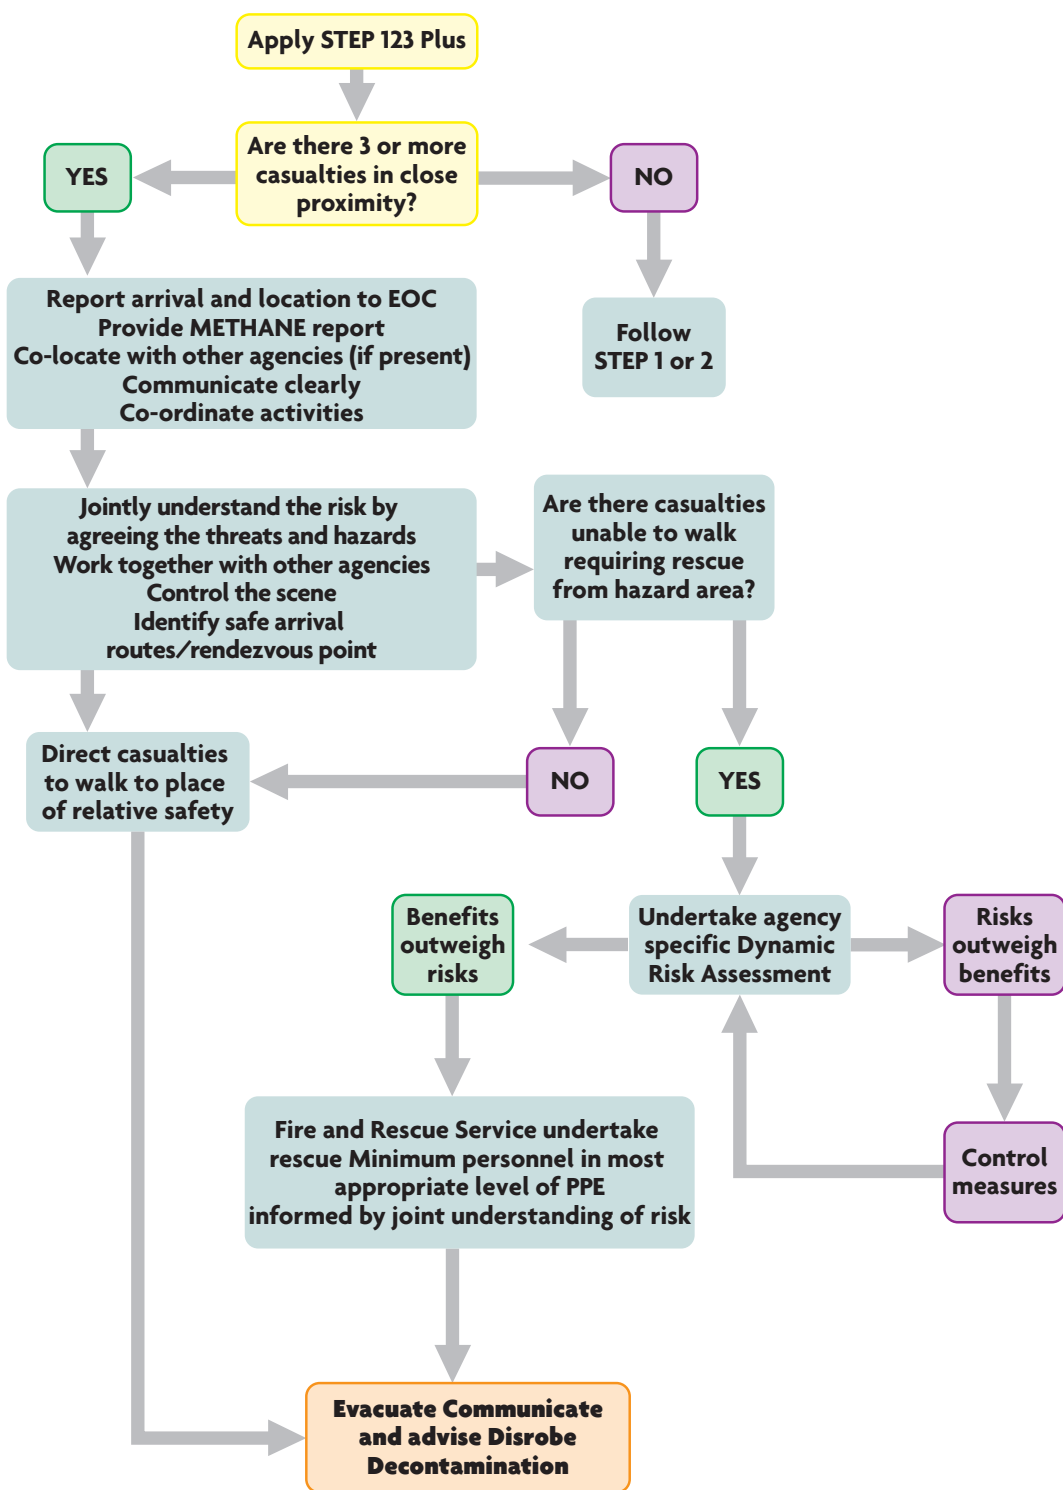 Apply STEP 123 Plus
Are there 3 or more
casualties in close
proximity?
YES
NO
Report arrival and location to EOC
Provide METHANE report
Co-locate with other agencies (if present)
Communicate clearly
Co-ordinate activities
Follow
STEP 1 or 2
Jointly understand the risk by
agreeing the threats and hazards
Work together with other agencies
Control the scene
Identify safe arrival
routes/rendezvous point
Are there casualties
unable to walk
requiring rescue
from hazard area?
Direct casualties
to walk to place
of relative safety
NO
YES
Benefits
outweigh
risks
Undertake agency
specific Dynamic
Risk Assessment
Risks
outweigh
benefits
Fire and Rescue Service undertake
rescue Minimum personnel in most
appropriate level of PPE
informed by joint understanding of risk
Control
measures
Evacuate Communicate
and advise Disrobe
Decontamination